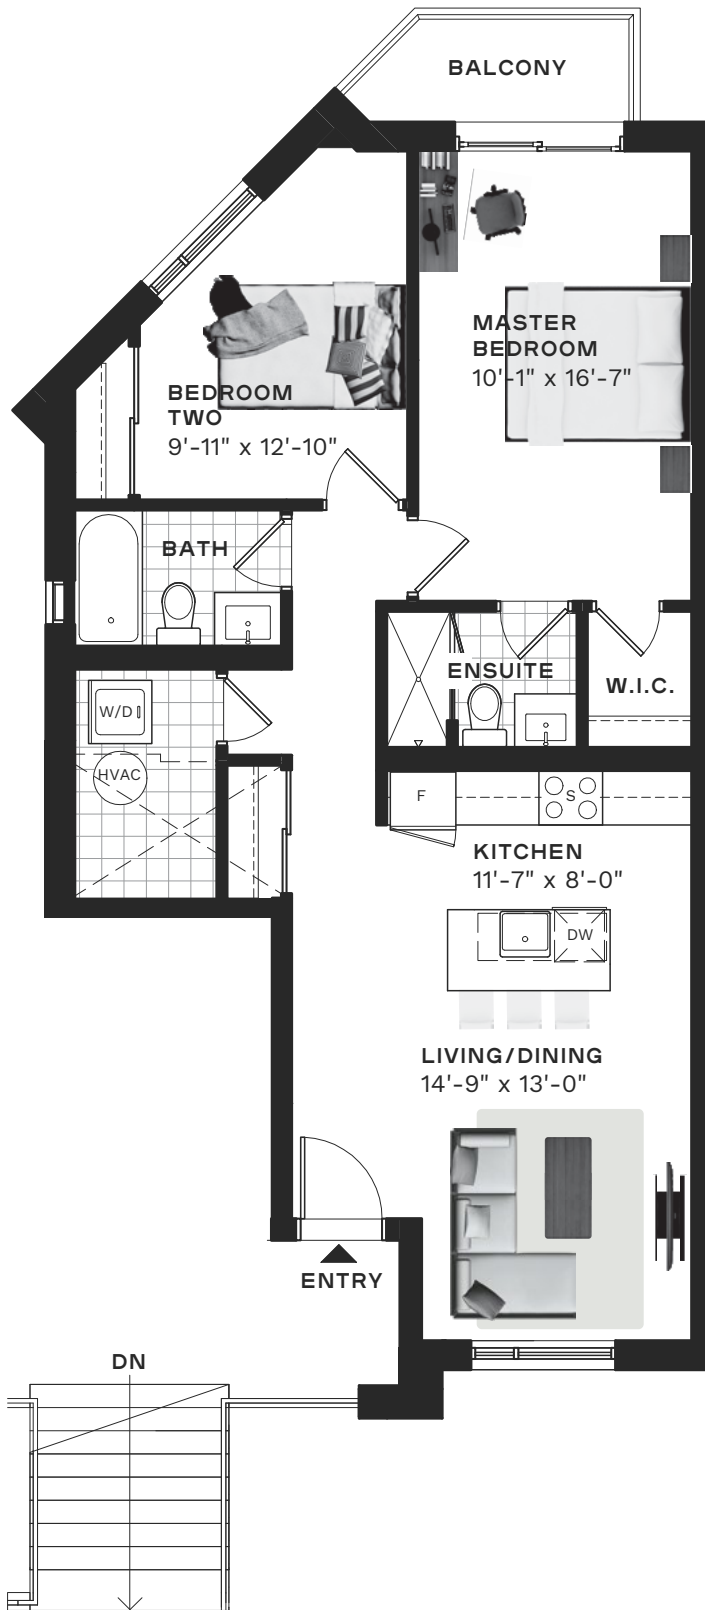 BALCONY
MASTER
BEDROOM
10'-1" x 16'-7"
BEDROOM
TWO
9'-11" x 12'-10"
BATH
ENSUITE
W.I.C.
W/D
HVAC
F
S
KITCHEN
11'-7" x 8'-0"
DW
LIVING/DINING
14'-9" x 13'-0"
ENTRY
DN